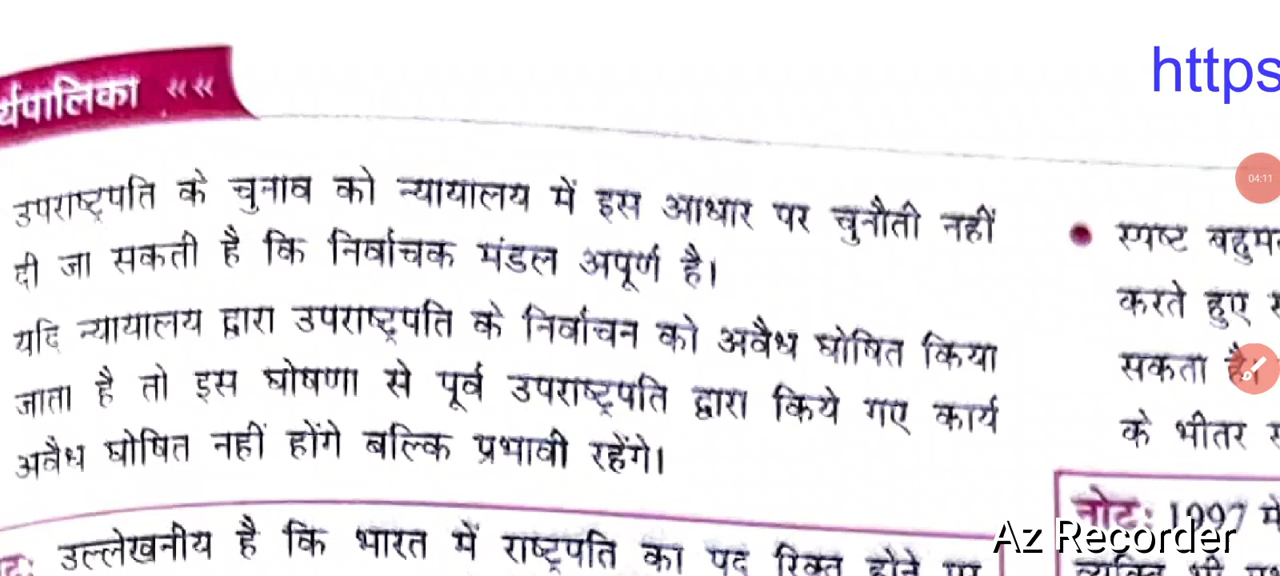 र्यपालिका ««
https
04:11
उपराष्ट्रपति के चुनाव को न्यायालय में इस आधार पर चुनौती नहीं
दी जा सकती है कि निर्वाचक मंडल अपूर्ण है।
यदि न्यायालय द्वारा उपराष्ट्रपति के निर्वाचन को अवैध घोषित किया
जाता है तो इस घोषणा से पूर्व उपराष्ट्रपति द्वारा किये गए कार्य
अवैध घोषित नहीं होंगे बल्कि प्रभावी रहेंगे।
उल्लेखनीय है कि भारत में राष्ट्रपति का पद रिक्त होने पर
• स्पष्ट
करते हुए
सकता है।
के भीतर
नोट: 1997 में
Az Recorder